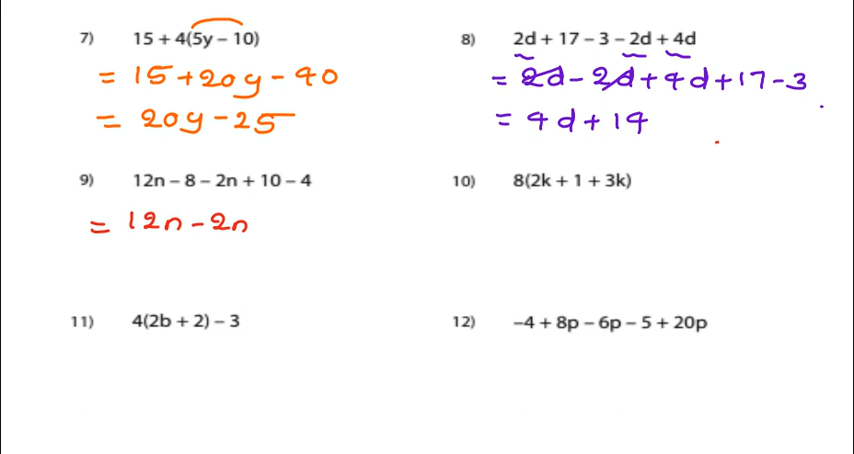 7) 15 + 4(5y – 10)
= 15 + 20y - 40
= 20y - 25
8) 2d + 17 – 3 – 2d + 4d
= 2d - 2d + 4d + 17 - 3
= 4d + 14
9) 12n – 8 – 2n + 10 – 4
= 12n - 2n
10) 8(2k + 1 + 3k)
11) 4(2b + 2) – 3
12) –4 + 8p – 6p – 5 + 20p